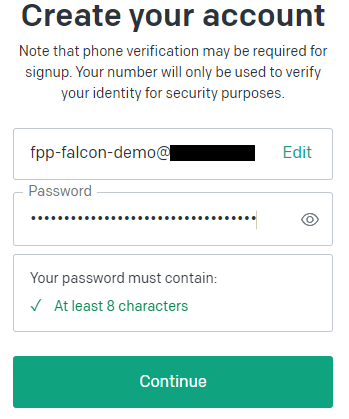 Create your account
Note that phone verification may be required for
signup. Your number will only be used to verify
your identity for security purposes.
fpp-falcon-demo@
Edit
Password
••••••••••••••••••••••••••••••••••
Your password must contain:
✓ At least 8 characters
Continue